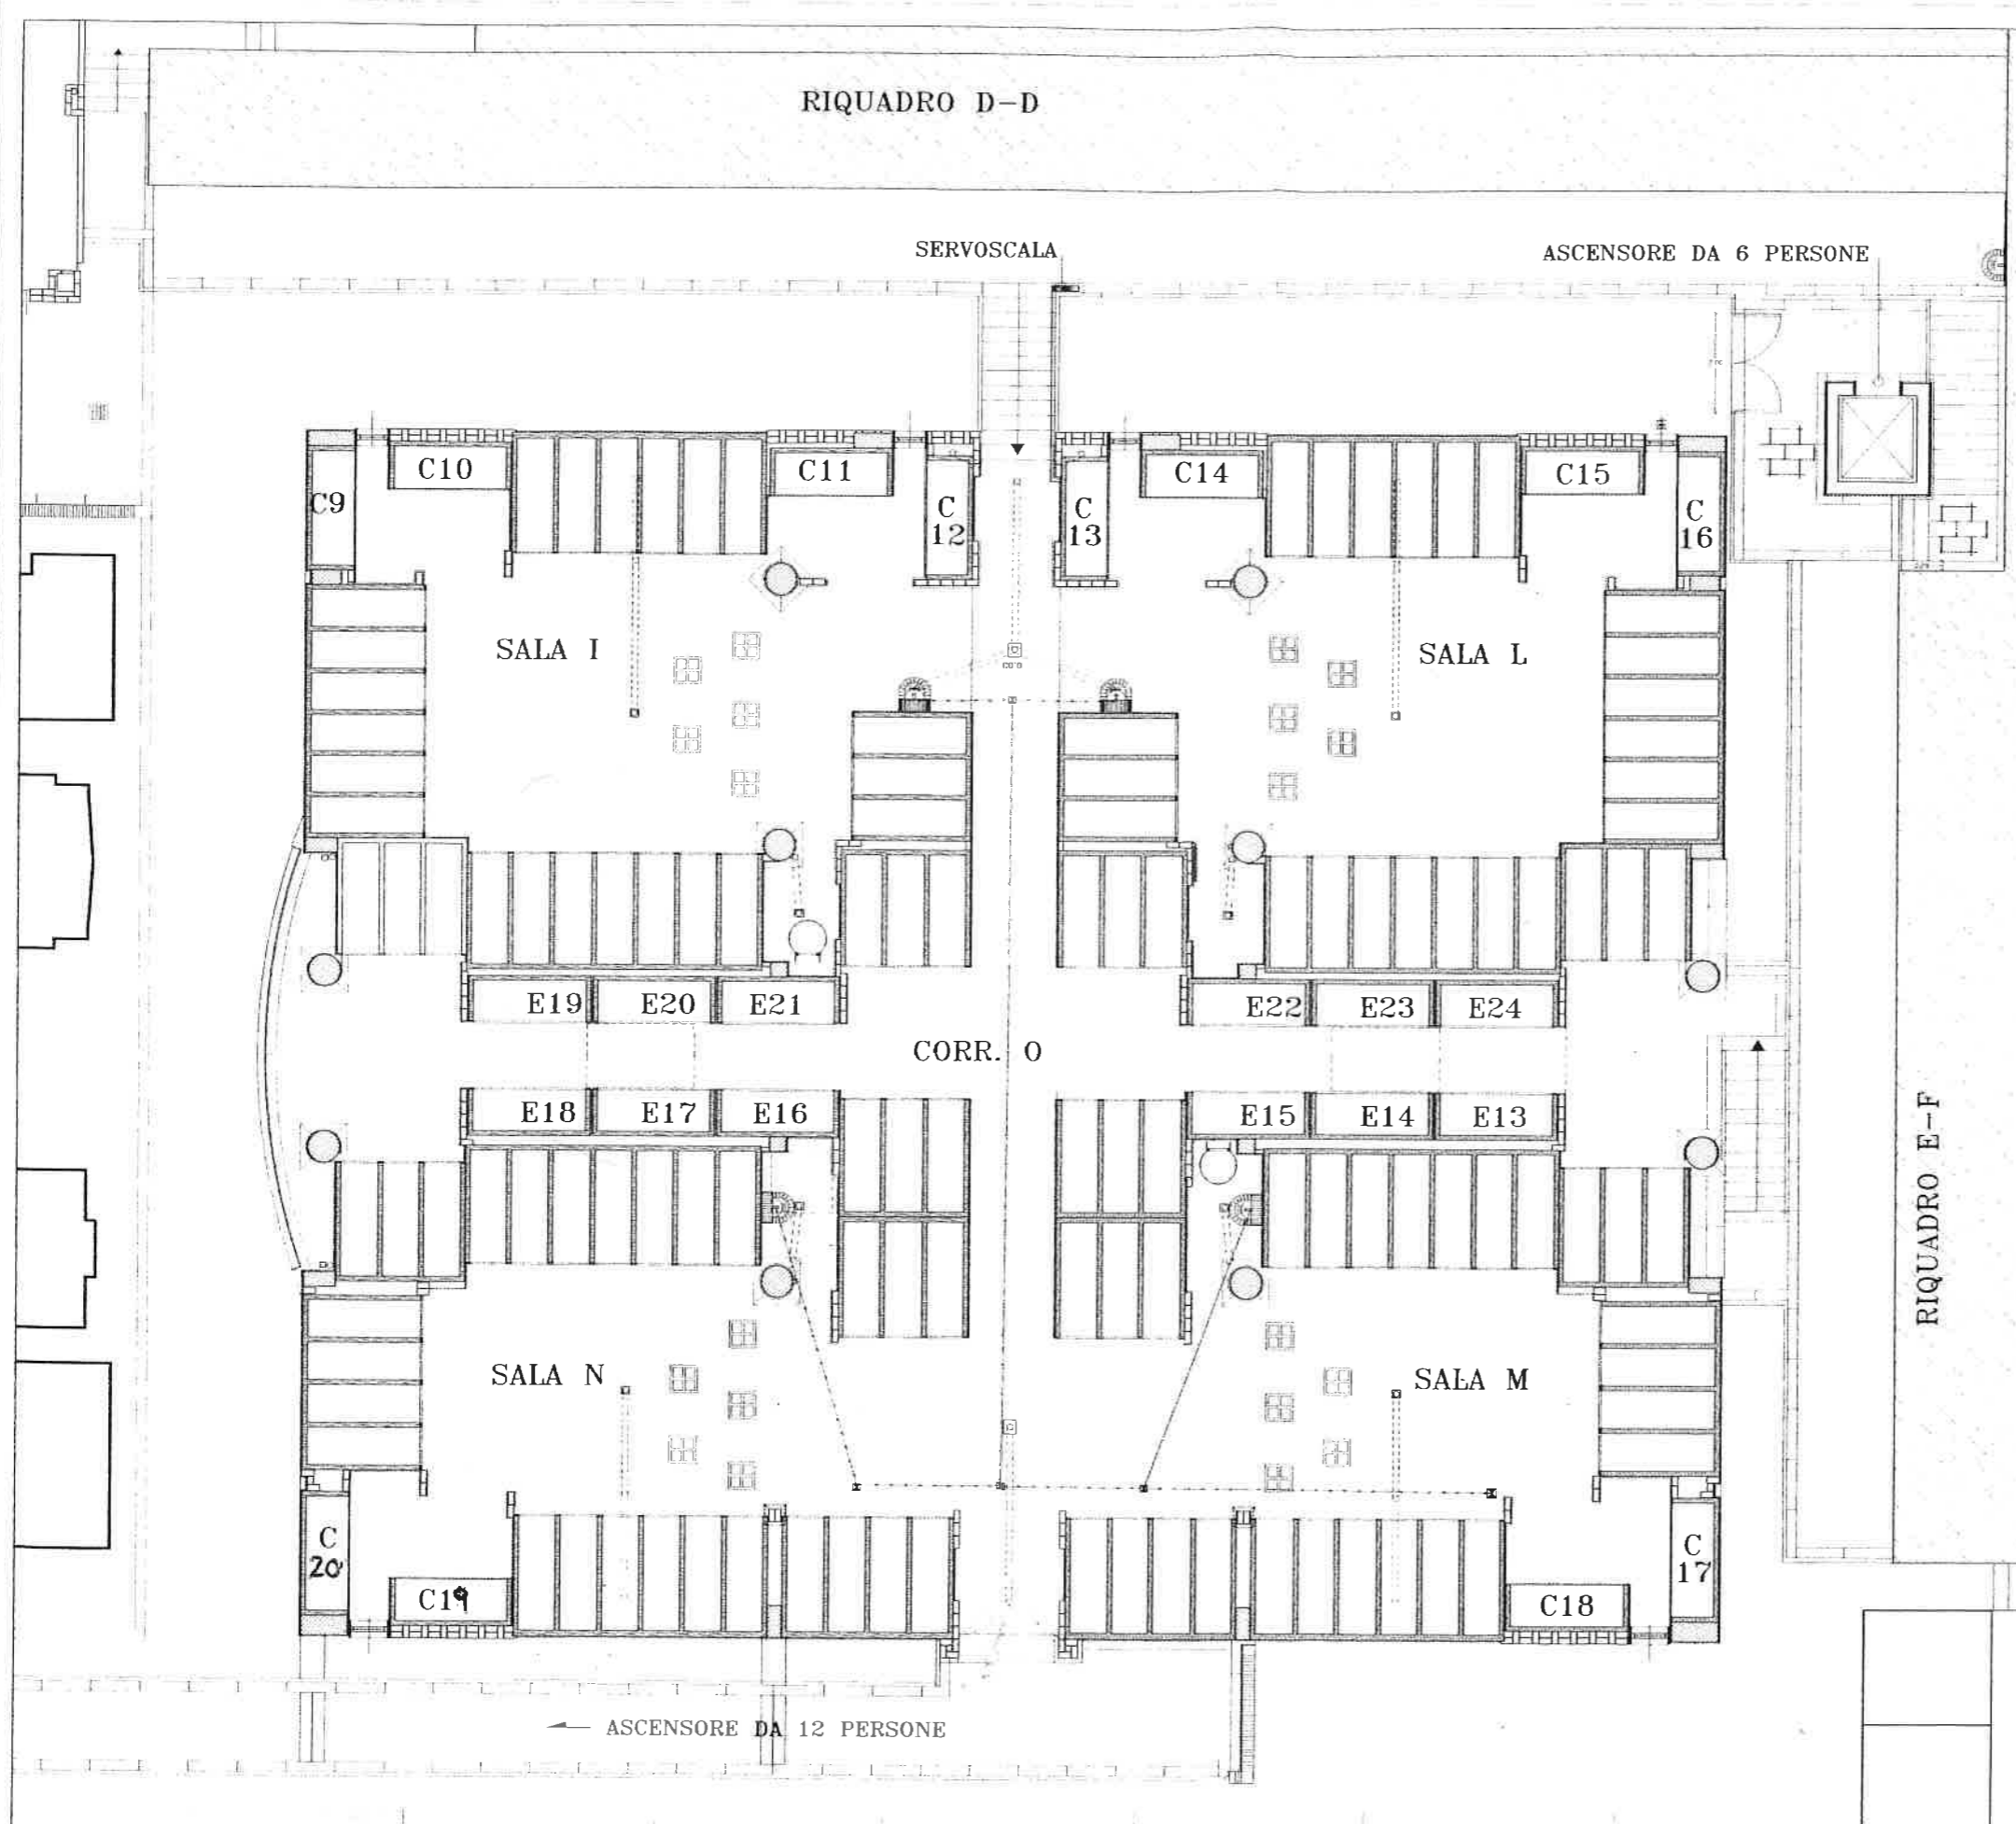 RIQUADRO D-D
SERVOSCALA
ASCENSORE DA 6 PERSONE
C9
C10
C11
C
12
C
13
C14
C15
C
16
SALA I
SALA L
E19
E20
E21
E22
E23
E24
CORR. O
E18
E17
E16
E15
E14
E13
RIQUADRO E-F
SALA N
SALA M
C
20
C19
C18
C
17
ASCENSORE DA 12 PERSONE